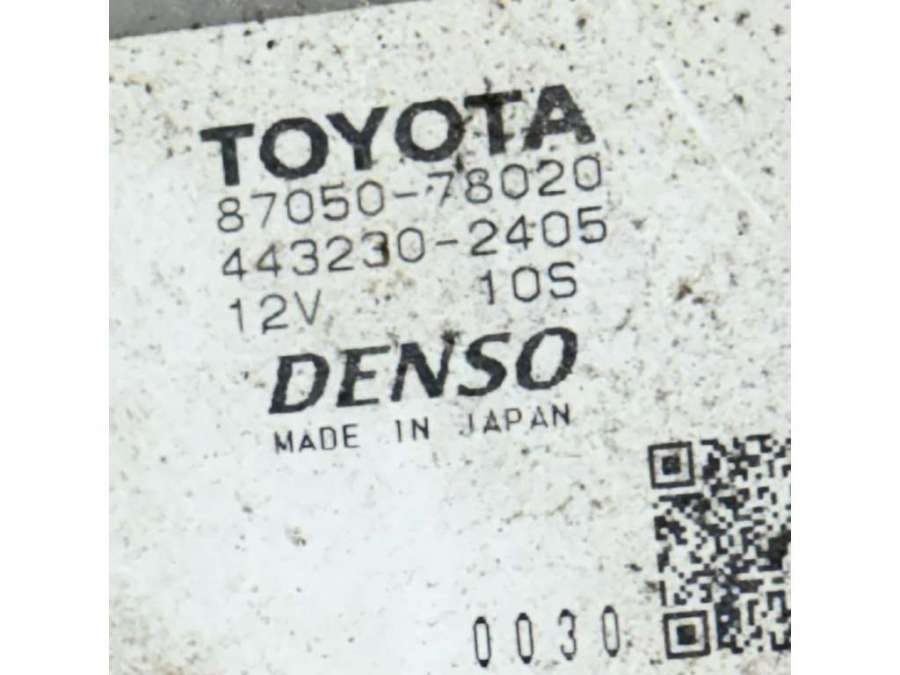 TOYOTA
87050-78020
443230-2405
12V 10S
DENSO
MADE IN JAPAN
0030